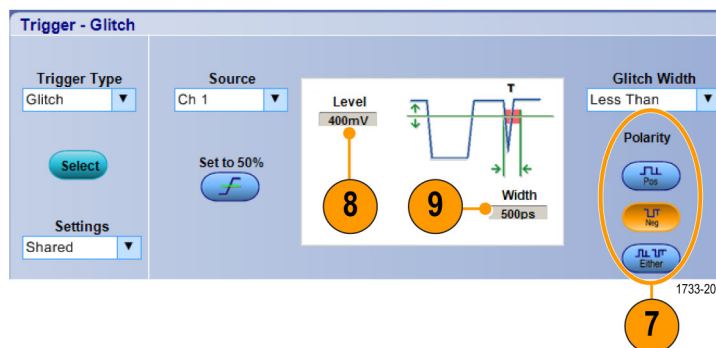 Trigger - Glitch
Trigger Type
Glitch
Select
Settings
Shared
Source
Ch 1
Set to 50%
Level
400mV
8
T
9
Width
500ps
Glitch Width
Less Than
Polarity
Pos
Neg
Either
1733-20
7